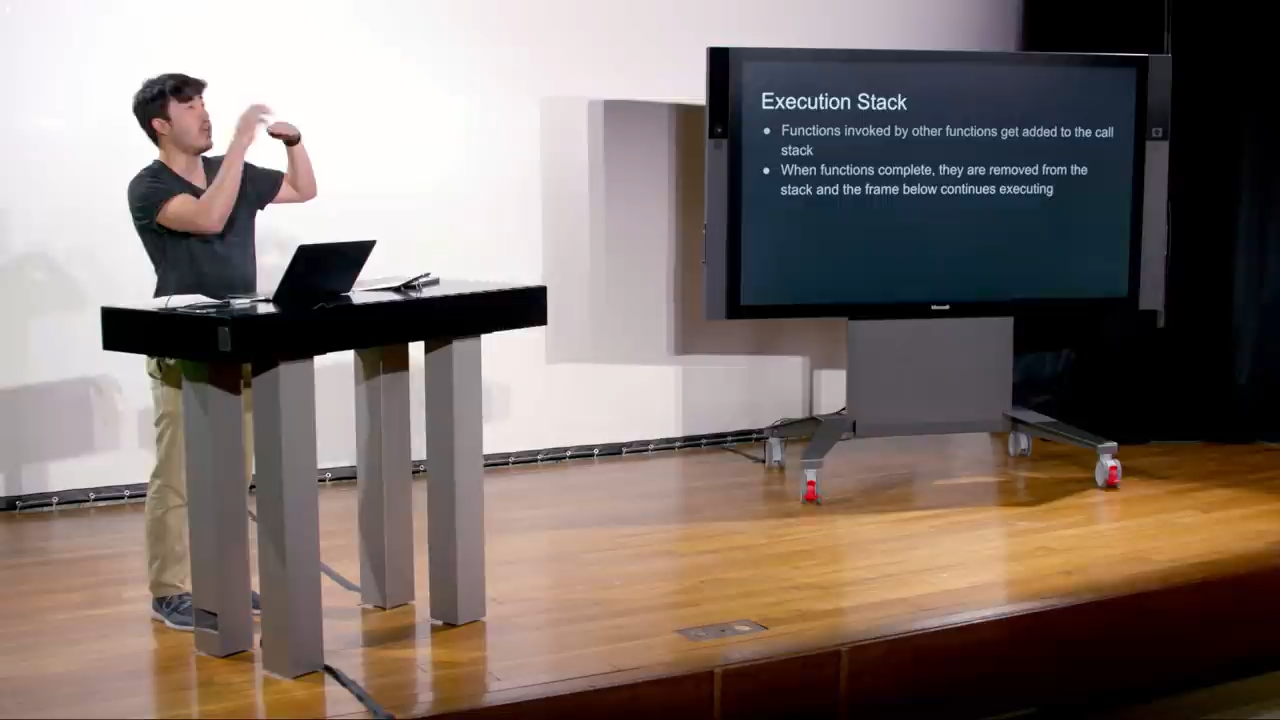 Execution Stack
● Functions invoked by other functions get added to the call
stack
● When functions complete, they are removed from the
stack and the frame below continues executing
Microsoft